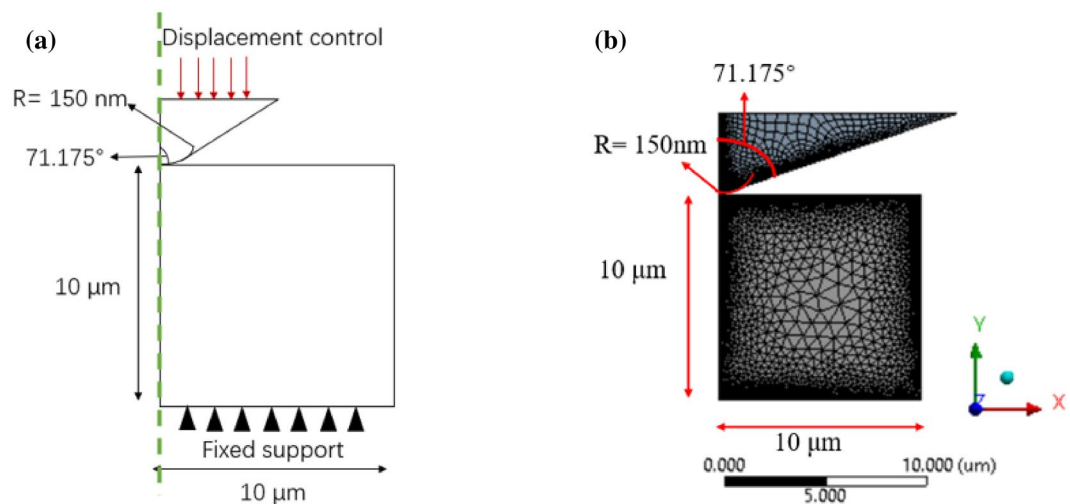 (a)
Displacement control
R= 150 nm
71.175°
10 μm
Fixed support
10 μm
(b)
71.175°
R= 150nm
10 μm
10 μm
Y
Z
X
0.000
10.000 (um)
5.000